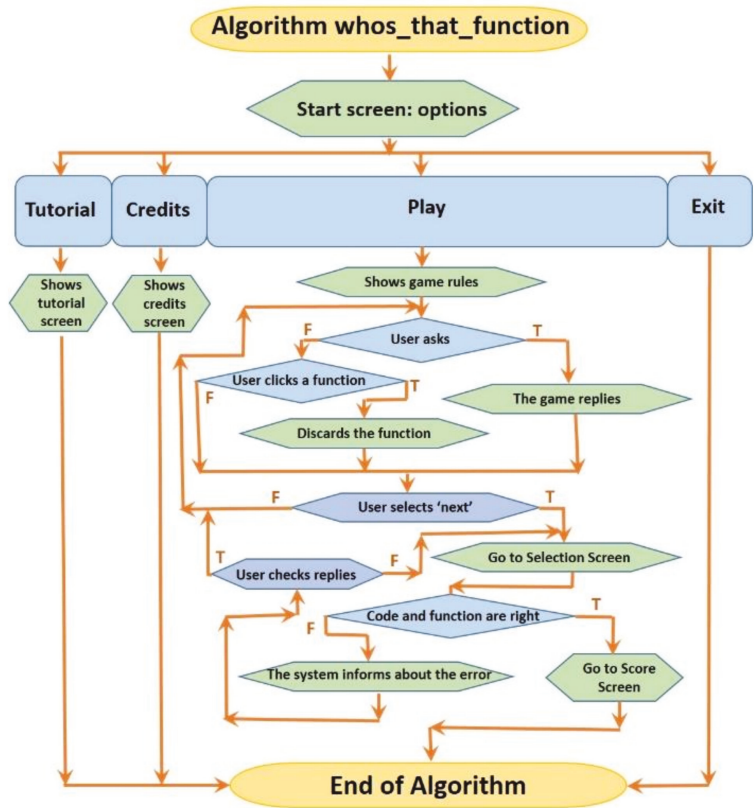 Algorithm whos_that_function
Start screen: options
Tutorial
Credits
Play
Exit
Shows
tutorial
screen
Shows
credits
screen
Shows game rules
F
User asks
T
User clicks a function
F
T
The game replies
Discards the function
F
User selects ‘next’
T
T
User checks replies
F
Go to Selection Screen
F
Code and function are right
T
The system informs about the error
Go to Score
Screen
End of Algorithm